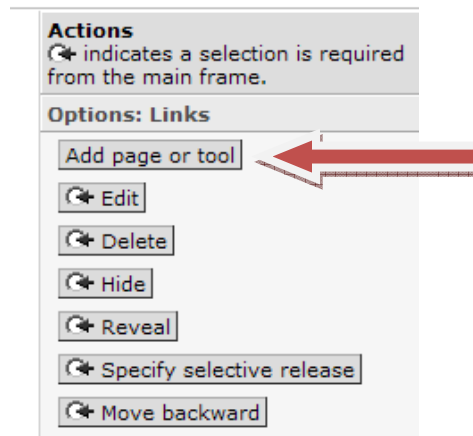 Actions
indicates a selection is required
from the main frame.
Options: Links
Add page or tool
Edit
Delete
Hide
Reveal
Specify selective release
Move backward